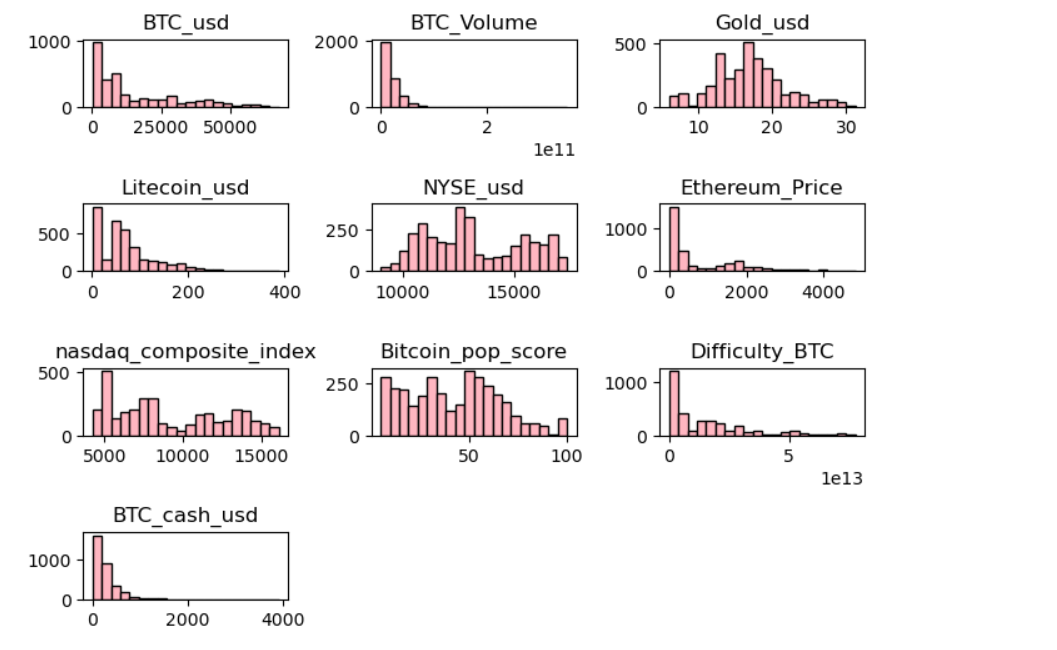 BTC_usd BTC_Volume Gold_usd
1000 2000 500
0 0 0
0 25000 50000 0 2 10 20 30
1e11
Litecoin_usd NYSE_usd Ethereum_Price
500 250 1000
0 0 0
0 200 400 10000 15000 0 2000 4000
nasdaq_composite_index Bitcoin_pop_score Difficulty_BTC
500 250 1000
0 0 0
5000 10000 15000 50 100 0 5
1e13
BTC_cash_usd
1000
0
0 2000 4000